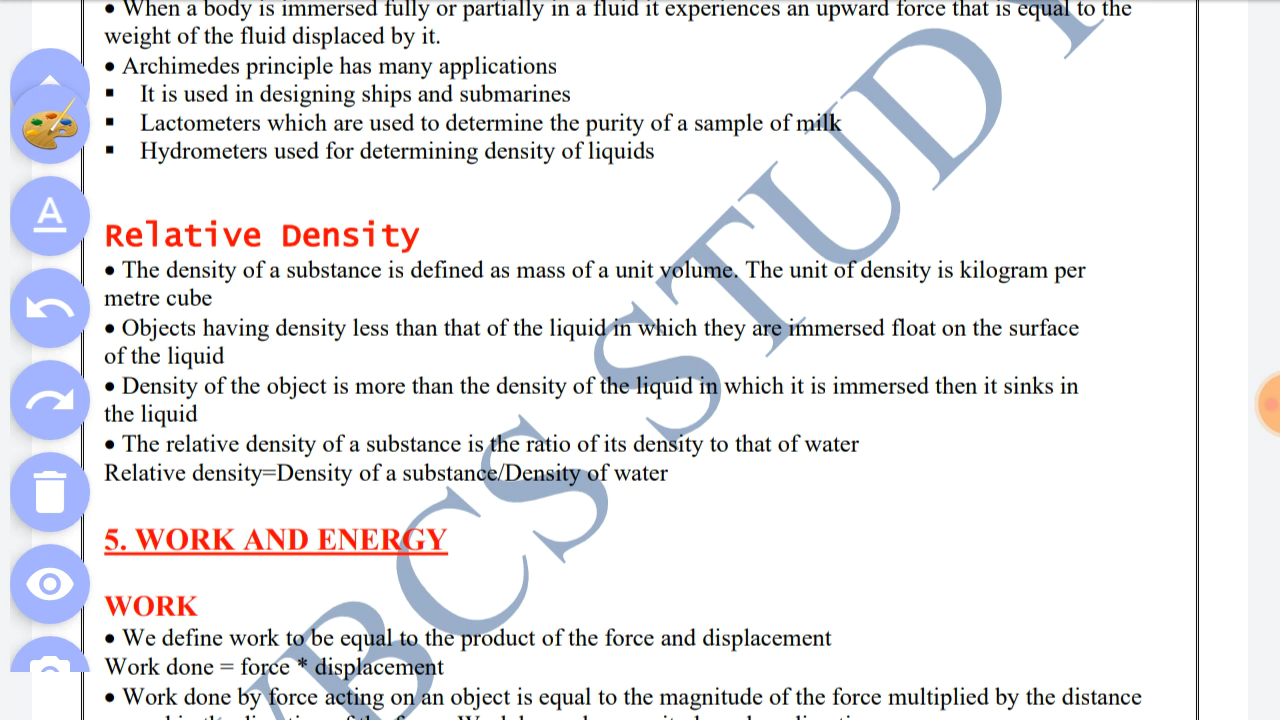 • When a body is immersed fully or partially in a fluid it experiences an upward force that is equal to the
weight of the fluid displaced by it.
• Archimedes principle has many applications
▪ It is used in designing ships and submarines
▪ Lactometers which are used to determine the purity of a sample of milk
▪ Hydrometers used for determining density of liquids
Relative Density
• The density of a substance is defined as mass of a unit volume. The unit of density is kilogram per
metre cube
• Objects having density less than that of the liquid in which they are immersed float on the surface
of the liquid
• Density of the object is more than the density of the liquid in which it is immersed then it sinks in
the liquid
• The relative density of a substance is the ratio of its density to that of water
Relative density=Density of a substance/Density of water
5. WORK AND ENERGY
WORK
• We define work to be equal to the product of the force and displacement
Work done = force * displacement
• Work done by force acting on an object is equal to the magnitude of the force multiplied by the distance
BCS STUDY
A